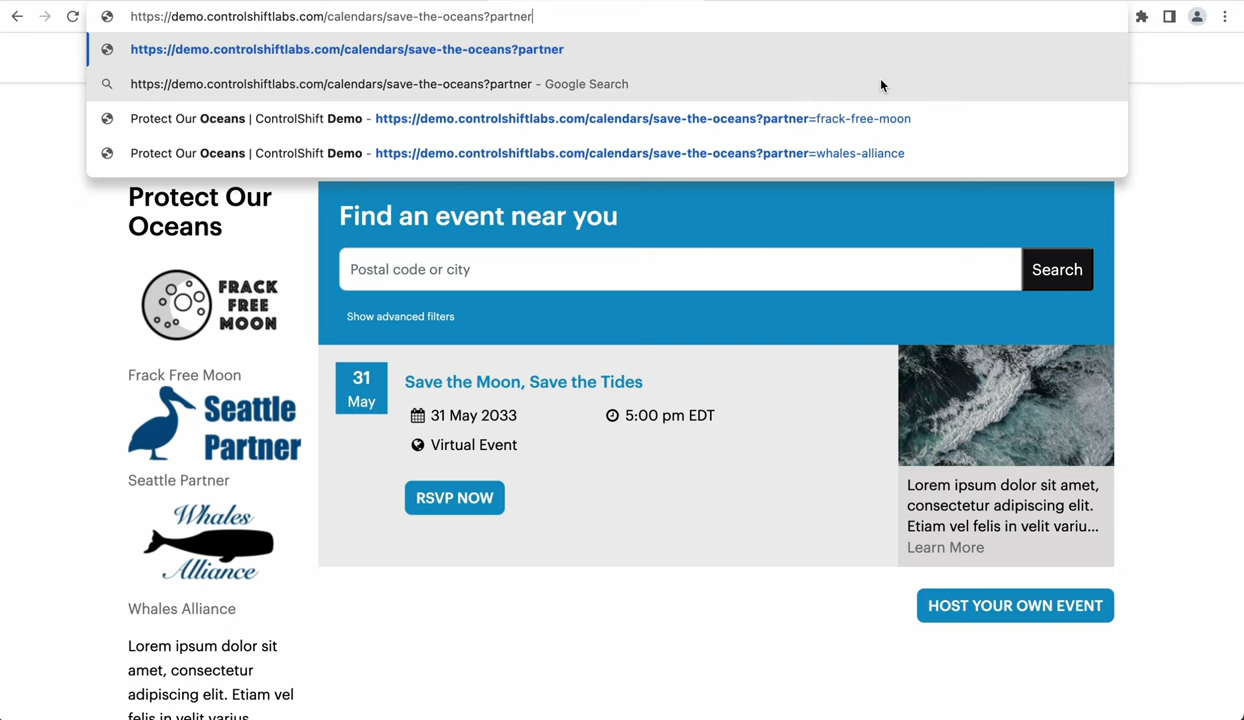 https://demo.controlshiftlabs.com/calendars/save-the-oceans?partner
https://demo.controlshiftlabs.com/calendars/save-the-oceans?partner
https://demo.controlshiftlabs.com/calendars/save-the-oceans?partner - Google Search
Protect Our Oceans | ControlShift Demo - https://demo.controlshiftlabs.com/calendars/save-the-oceans?partner=frack-free-moon
Protect Our Oceans | ControlShift Demo - https://demo.controlshiftlabs.com/calendars/save-the-oceans?partner=whales-alliance
Protect Our
Oceans
FRACK
FREE
MOON
Frack Free Moon
Seattle
Partner
Seattle Partner
Whales
Alliance
Whales Alliance
Lorem ipsum dolor sit
amet, consectetur
adipiscing elit. Etiam vel
felis in velit varius
Find an event near you
Postal code or city
Search
Show advanced filters
31
May
Save the Moon, Save the Tides
31 May 2033
5:00 pm EDT
Virtual Event
RSVP NOW
Lorem ipsum dolor sit amet,
consectetur adipiscing elit.
Etiam vel felis in velit variu...
Learn More
HOST YOUR OWN EVENT